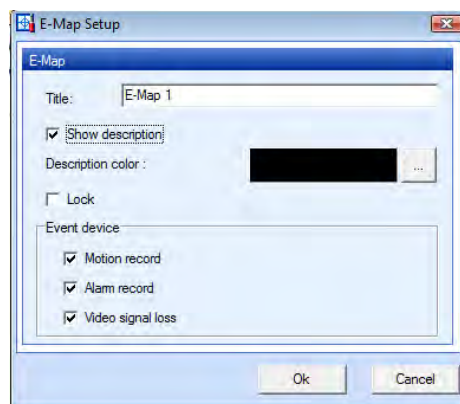 E-Map Setup
E-Map
Title: E-Map 1
Show description
Description color : ...
Lock
Event device
Motion record
Alarm record
Video signal loss
Ok Cancel